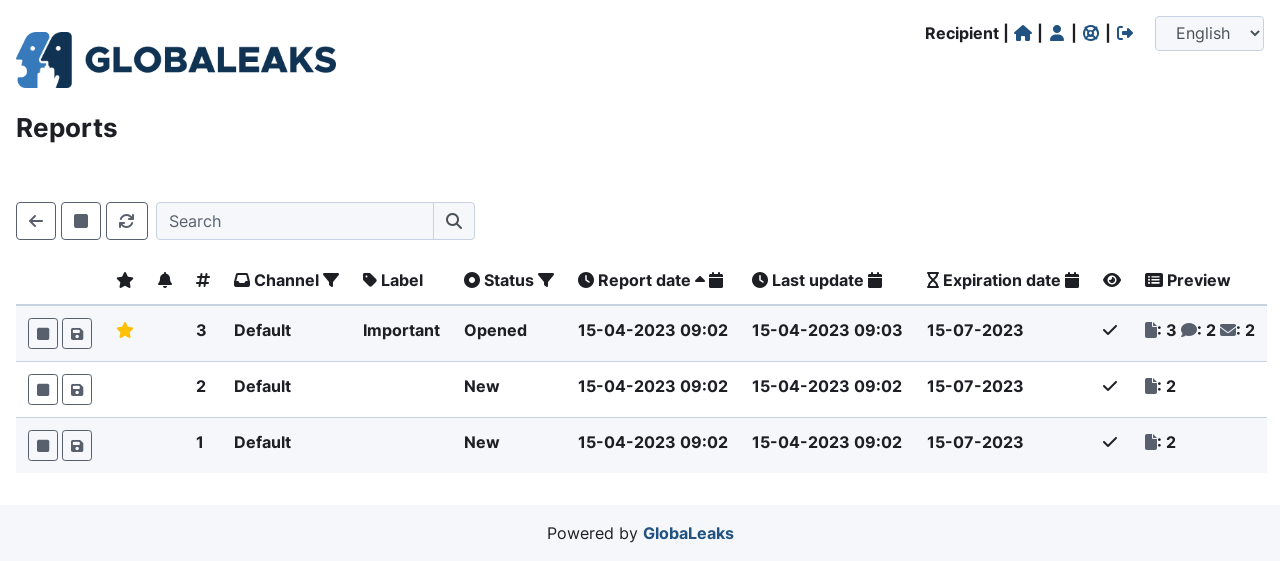 Recipient | | | | English
GLOBALEAKS
Reports
Search
# Channel Label Status Report date Last update Expiration date Preview
3 Default Important Opened 15-04-2023 09:02 15-04-2023 09:03 15-07-2023 : 3 : 2 : 2
2 Default New 15-04-2023 09:02 15-04-2023 09:02 15-07-2023 : 2
1 Default New 15-04-2023 09:02 15-04-2023 09:02 15-07-2023 : 2
Powered by GlobaLeaks